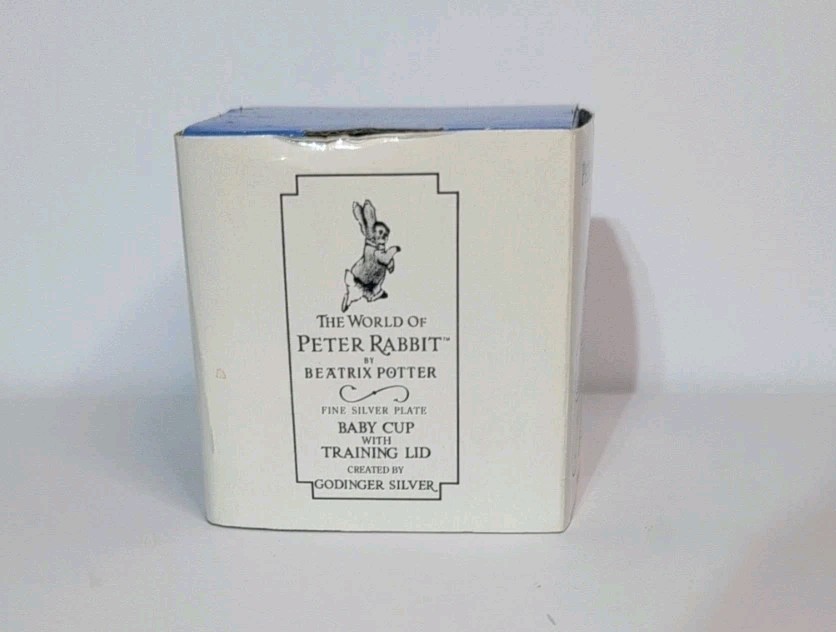 THE WORLD OF
PETER RABBIT™
BY
BEATRIX POTTER
FINE SILVER PLATE
BABY CUP
WITH
TRAINING LID
CREATED BY
GODINGER SILVER